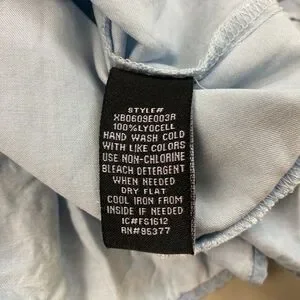 STYLE#
XB0609E003R
100%LYOCELL
HAND WASH COLD
WITH LIKE COLORS
USE NON-CHLORINE
BLEACH DETERGENT
WHEN NEEDED
DRY FLAT
COOL IRON FROM
INSIDE IF NEEDED
IC#FS1612
RN#95377